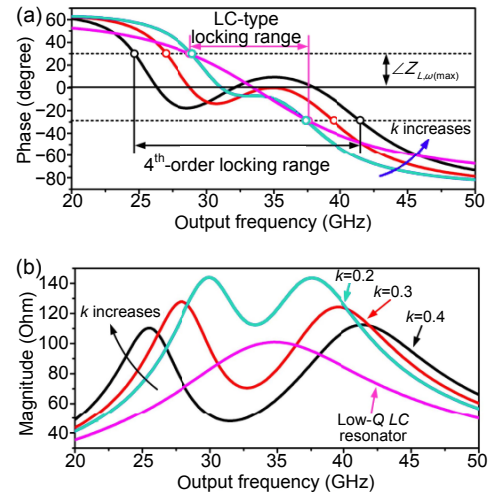 (a)
60
40
20
0
−20
−40
−60
−80
Phase (degree)
LC-type
locking range
∠Z_{L,ω(max)}
k increases
4^{th}-order locking range
20 25 30 35 40 45 50
Output frequency (GHz)
(b)
140
120
100
80
60
40
Magnitude (Ohm)
k increases
k=0.2
k=0.3
k=0.4
Low-Q LC
resonator
20 25 30 35 40 45 50
Output frequency (GHz)